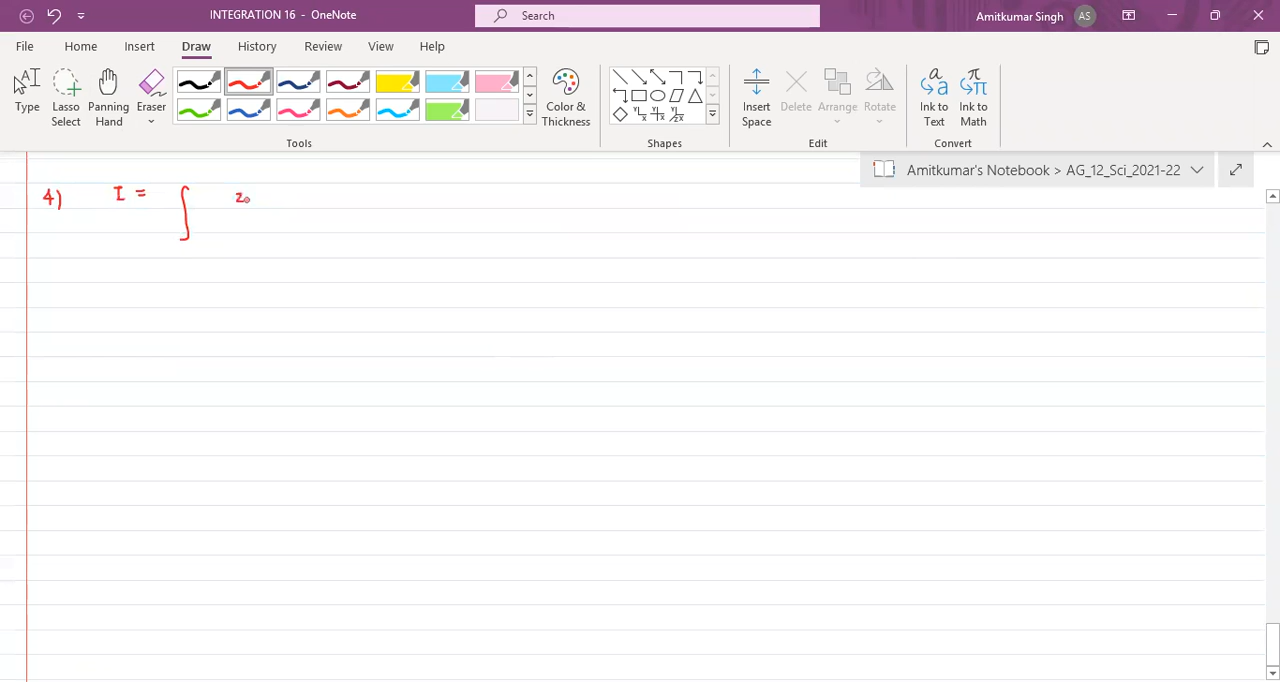 INTEGRATION 16 - OneNote
Search
Amitkumar Singh AS
File Home Insert Draw History Review View Help
Type Lasso Select Panning Hand Eraser Color & Thickness Insert Space Delete Arrange Rotate Ink to Text Ink to Math
Tools Shapes Edit Convert
Amitkumar's Notebook > AG_12_Sci_2021-22
4) I = ∫ 2